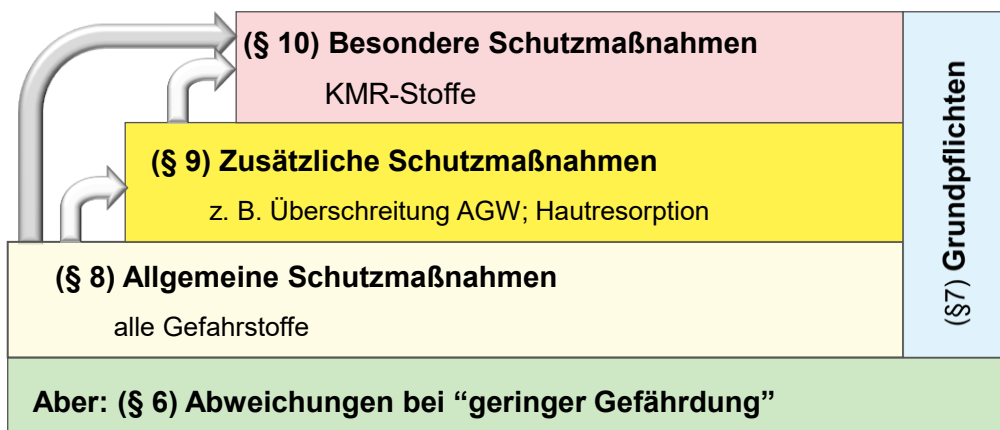 (§ 10) Besondere Schutzmaßnahmen
KMR-Stoffe
(§ 9) Zusätzliche Schutzmaßnahmen
z. B. Überschreitung AGW; Hautresorption
(§ 8) Allgemeine Schutzmaßnahmen
alle Gefahrstoffe
(§7) Grundpflichten
Aber: (§ 6) Abweichungen bei “geringer Gefährdung”